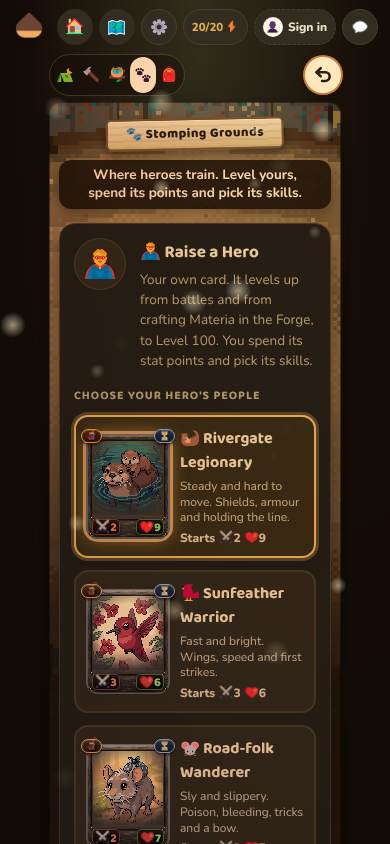 20/20
Sign in
Stomping Grounds
Where heroes train. Level yours,
spend its points and pick its skills.
Raise a Hero
Your own card. It levels up
from battles and from
crafting Materia in the Forge,
to Level 100. You spend its
stat points and pick its skills.
CHOOSE YOUR HERO'S PEOPLE
Rivergate
Legionary
Steady and hard to
move. Shields, armour
and holding the line.
Starts 2 9
2 9
Sunfeather
Warrior
Fast and bright.
Wings, speed and first
strikes.
Starts 3 6
3 6
Road-folk
Wanderer
Sly and slippery.
Poison, bleeding, tricks
and a bow.
2 7